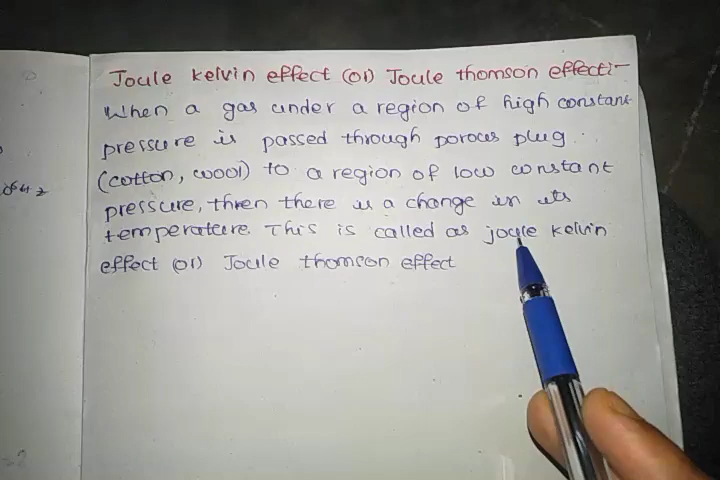 Joule kelvin effect (or) Joule thomson effect:-
When a gas under a region of high constant
pressure is passed through porous plug.
(cotton, wool) to a region of low constant
pressure, then there is a change in its
temperature. This is called as joule kelvin
effect (or) Joule thomson effect